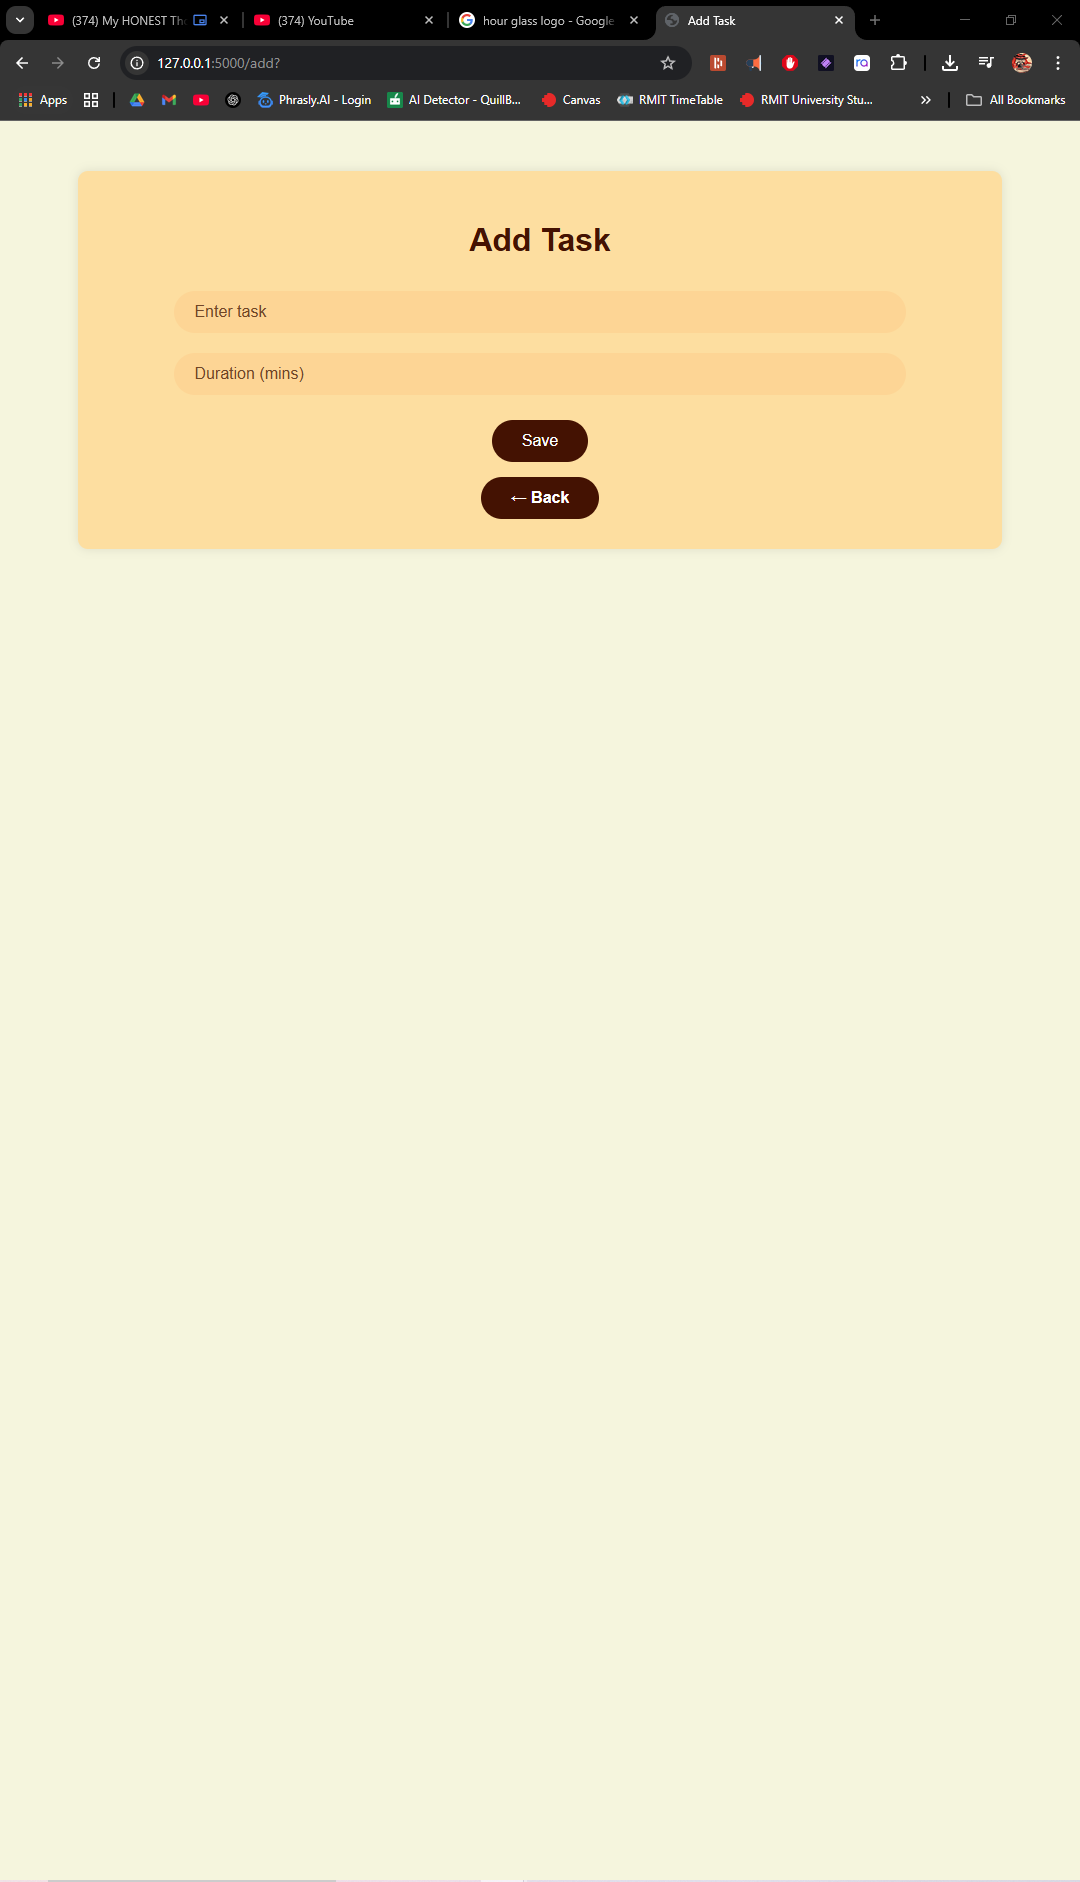 (374) My HONEST Th
(374) YouTube
hour glass logo - Google
Add Task
127.0.0.1:5000/add?
Apps
Phrasly.AI - Login
AI Detector - QuillB...
Canvas
RMIT TimeTable
RMIT University Stu...
All Bookmarks
Add Task
Enter task
Duration (mins)
Save
← Back